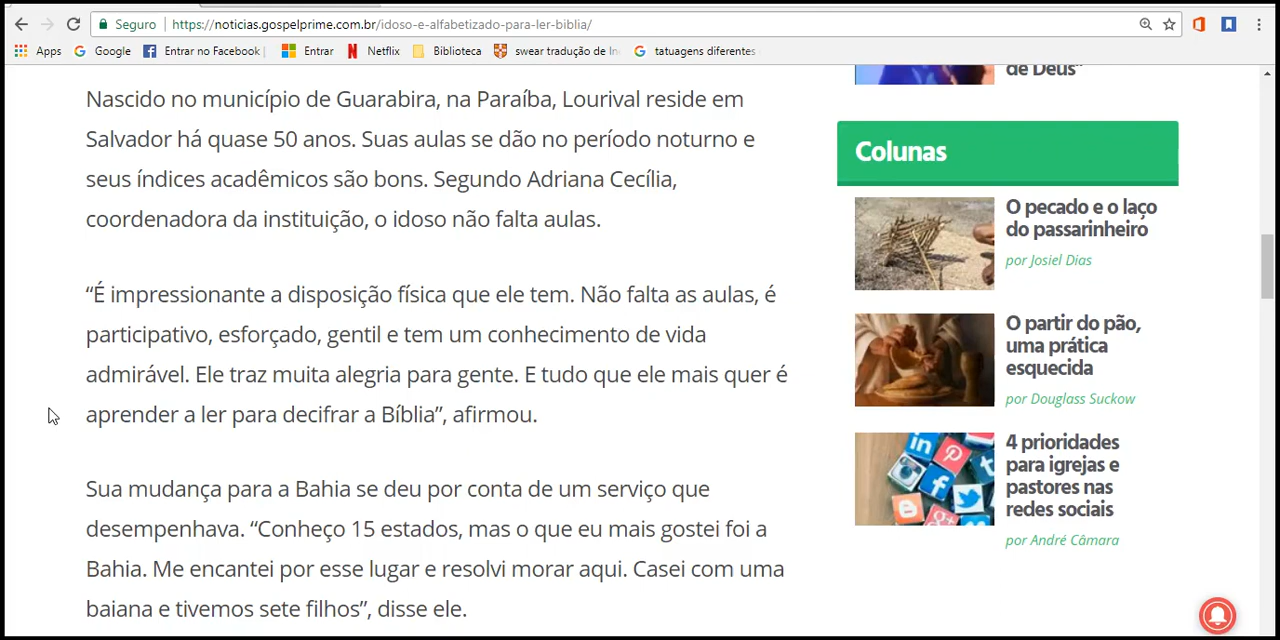 Seguro https://noticias.gospelprime.com.br/idoso-e-alfabetizado-para-ler-biblia/
Apps Google Entrar no Facebook | Entrar Netflix Biblioteca swear tradução de In tatuagens diferentes
Nascido no município de Guarabira, na Paraíba, Lourival reside em
Salvador há quase 50 anos. Suas aulas se dão no período noturno e
seus índices acadêmicos são bons. Segundo Adriana Cecília,
coordenadora da instituição, o idoso não falta aulas.
“É impressionante a disposição física que ele tem. Não falta as aulas, é
participativo, esforçado, gentil e tem um conhecimento de vida
admirável. Ele traz muita alegria para gente. E tudo que ele mais quer é
aprender a ler para decifrar a Bíblia”, afirmou.
Sua mudança para a Bahia se deu por conta de um serviço que
desempenhava. “Conheço 15 estados, mas o que eu mais gostei foi a
Bahia. Me encantei por esse lugar e resolvi morar aqui. Casei com uma
baiana e tivemos sete filhos”, disse ele.
de Deus”
Colunas
O pecado e o laço
do passarinheiro
por Josiel Dias
O partir do pão,
uma prática
esquecida
por Douglass Suckow
4 prioridades
para igrejas e
pastores nas
redes sociais
por André Câmara